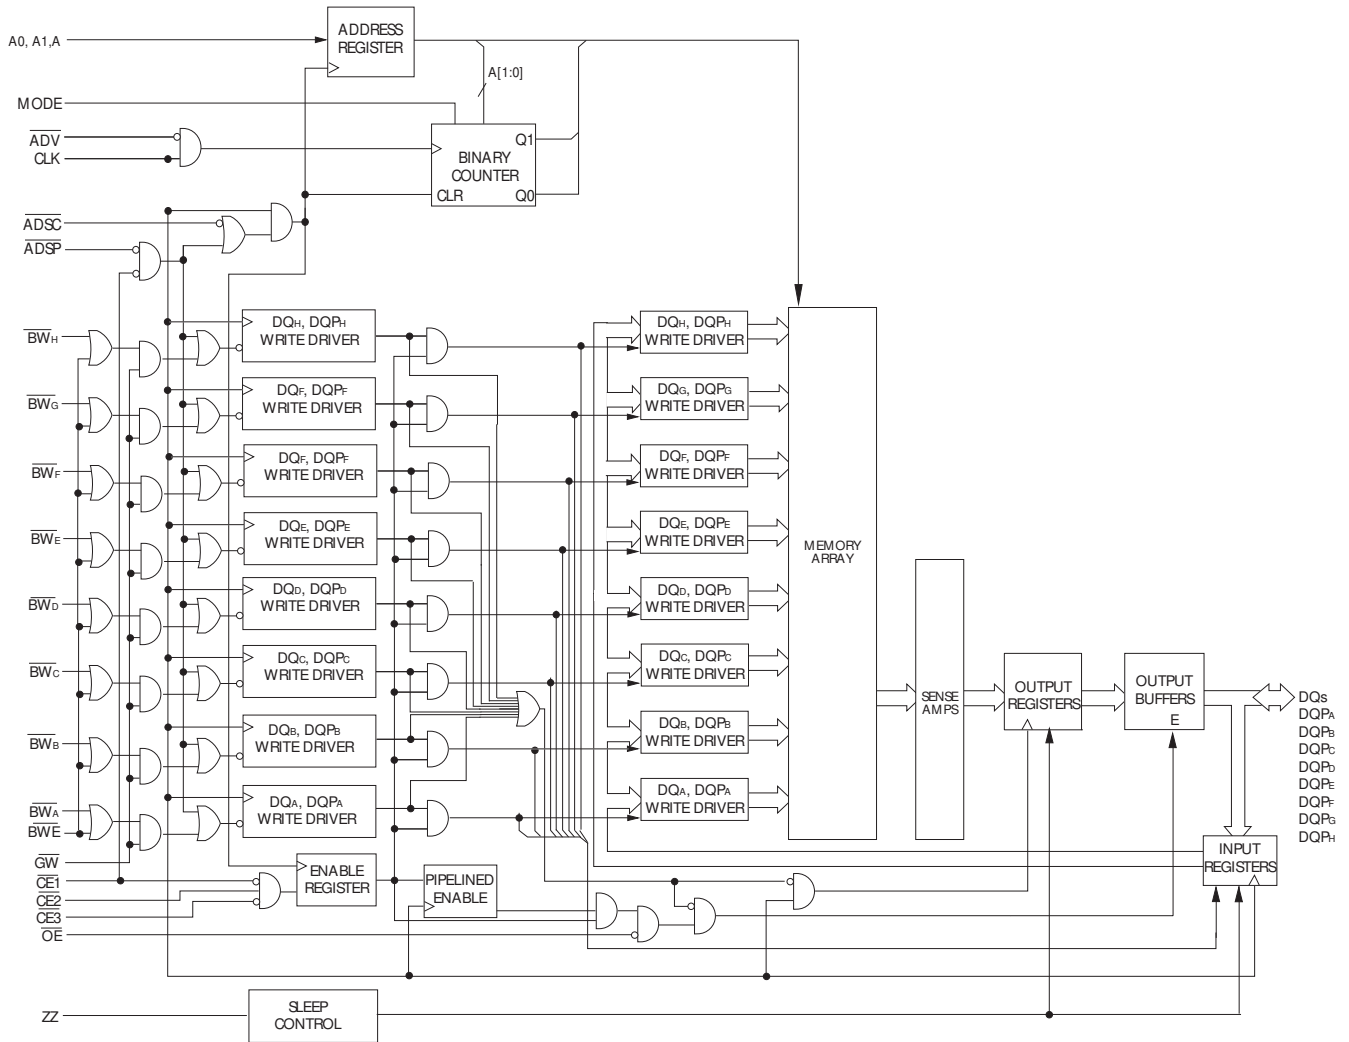 A0, A1,A
ADDRESS
REGISTER
A[1:0]
MODE
ADV
CLK
BINARY
COUNTER
Q1
CLR
Q0
ADSC
ADSP
BWH
DQH, DQPH
WRITE DRIVER
DQH, DQPH
WRITE DRIVER
BWG
DQF, DQPF
WRITE DRIVER
DQG, DQPG
WRITE DRIVER
BWF
DQF, DQPF
WRITE DRIVER
DQF, DQPF
WRITE DRIVER
BWE
DQE, DQPE
WRITE DRIVER
DQE, DQPE
WRITE DRIVER
MEMORY
ARRAY
BWD
DQD, DQPD
WRITE DRIVER
DQD, DQPD
WRITE DRIVER
BWC
DQC, DQPC
WRITE DRIVER
DQC, DQPC
WRITE DRIVER
SENSE
AMPS
OUTPUT
REGISTERS
OUTPUT
BUFFERS
E
DQs
DQPA
DQPB
DQPC
DQPD
DQPE
DQPF
DQPG
DQPH
BWB
DQB, DQPB
WRITE DRIVER
DQB, DQPB
WRITE DRIVER
BWA
BWE
DQA, DQPA
WRITE DRIVER
DQA, DQPA
WRITE DRIVER
INPUT
REGISTERS
GW
CE1
CE2
CE3
OE
ENABLE
REGISTER
PIPELINED
ENABLE
ZZ
SLEEP
CONTROL